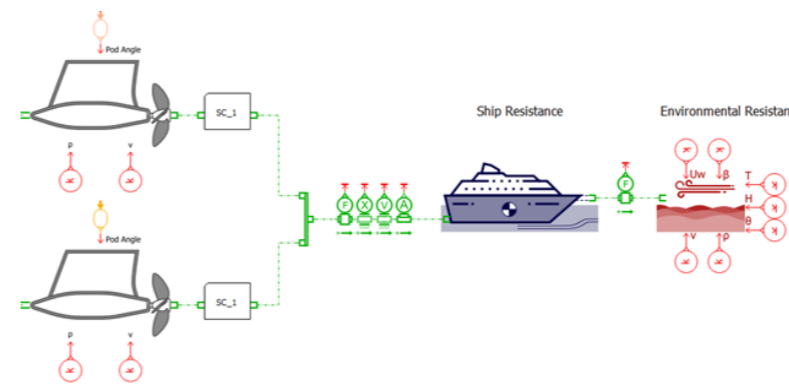 Pod Angle
SC_1
ρ v
Ship Resistance
Environmental Resistan
F X V A
F
Uw β
T
H
θ
v ρ
Pod Angle
SC_1
ρ v